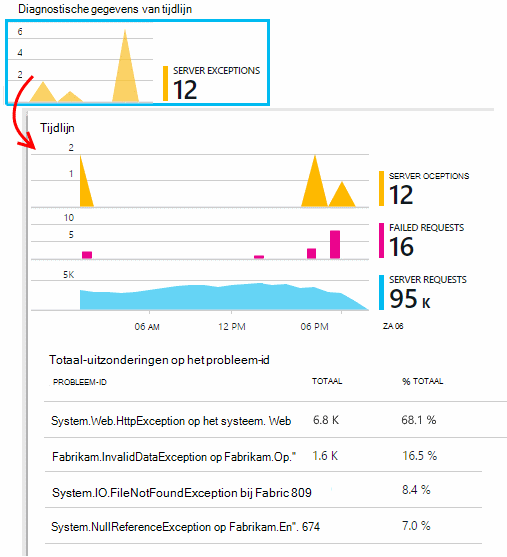 Diagnostische gegevens van tijdlijn
6
4
2
SERVER EXCEPTIONS
12
Tijdlijn
2
1
SERVER OCEPTIONS
12
10
5
FAILED REQUESTS
16
5K
SERVER REQUESTS
95 K
06 AM 12 PM 06 PM ZA 06
Totaal-uitzonderingen op het probleem-id
PROBLEEM-ID TOTAAL % TOTAAL
System.Web.HttpException op het systeem. Web 6.8 K 68.1 %
Fabrikam.InvalidDataException op Fabrikam.Op." 1.6 K 16.5 %
System.IO.FileNotFoundException bij Fabric 809 8.4 %
System.NullReferenceException op Fabrikam.En". 674 7.0 %